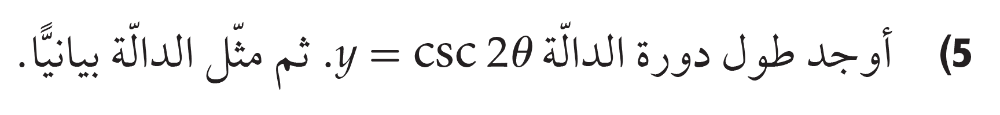 5) أوجد طول دورة الدالّة y = csc 2θ. ثم مثّل الدالّة بيانيًّا.